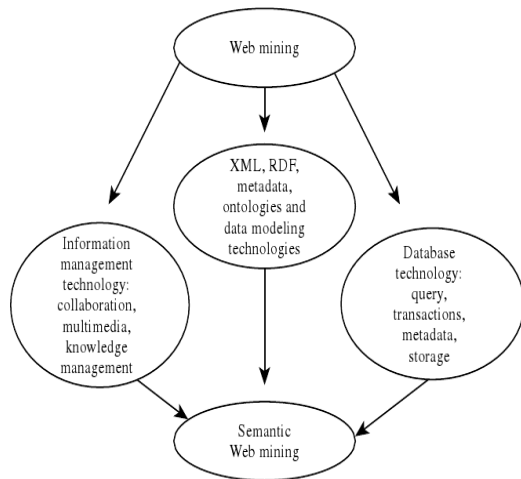 Web mining
XML, RDF,
metadata,
ontologies and
data modeling
technologies
Information
management
technology:
collaboration,
multimedia,
knowledge
management
Database
technology:
query,
transactions,
metadata,
storage
Semantic
Web mining